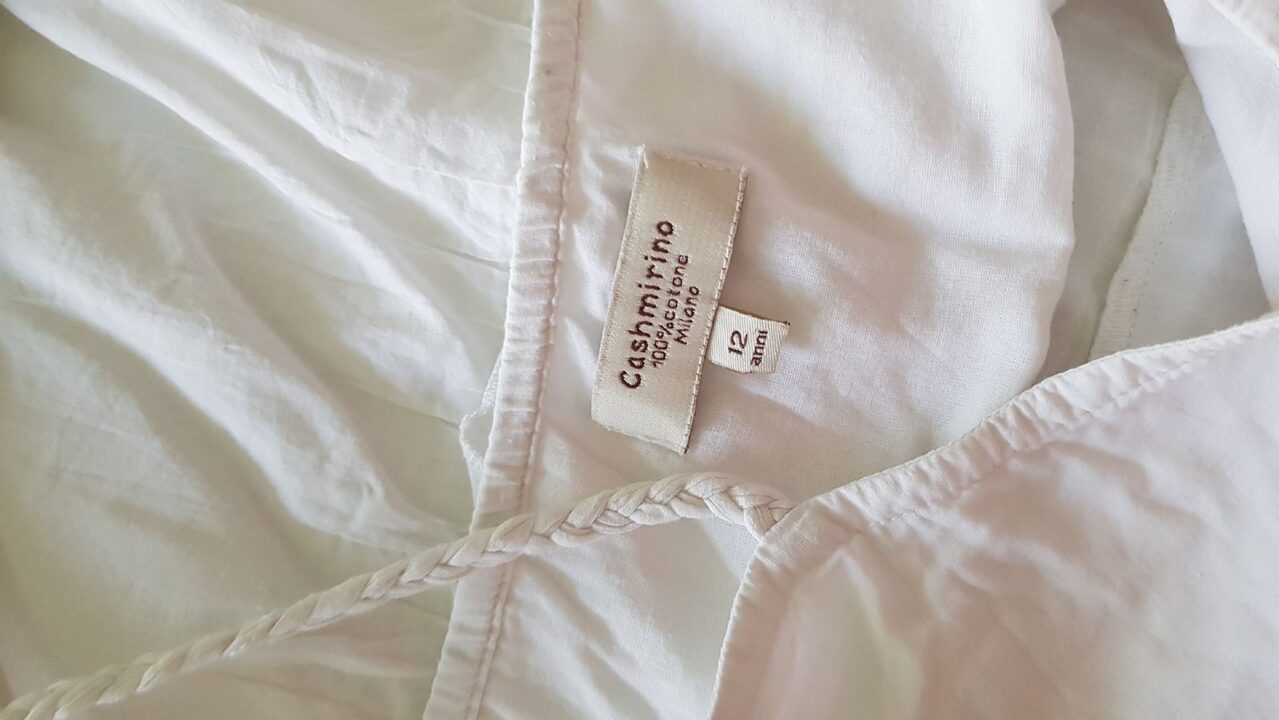 Cashmirino
100%cotone
Milano
12
anni